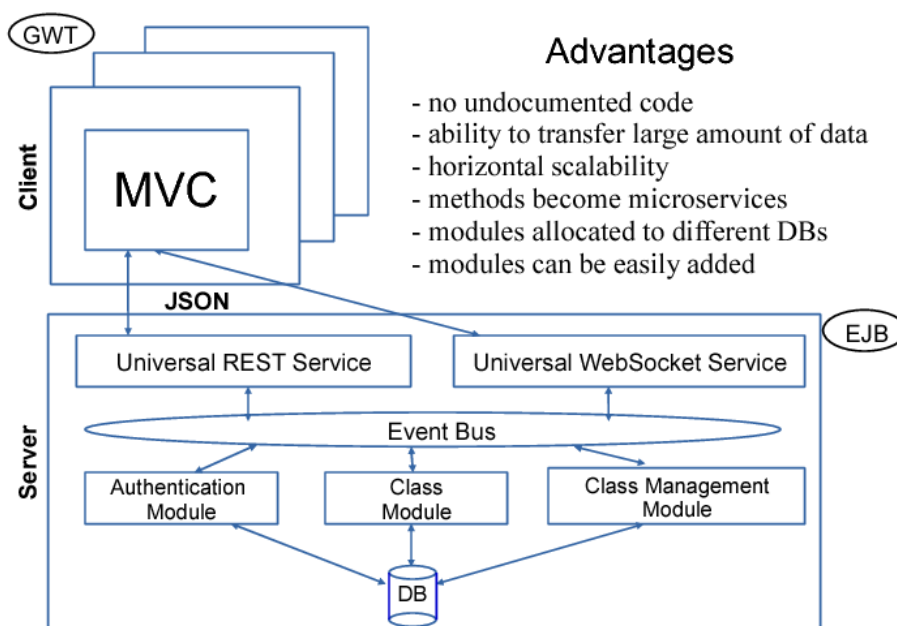 GWT
Advantages
- no undocumented code
- ability to transfer large amount of data
- horizontal scalability
- methods become microservices
- modules allocated to different DBs
- modules can be easily added
Client
MVC
JSON
EJB
Server
Universal REST Service
Universal WebSocket Service
Event Bus
Authentication
Module
Class
Module
Class Management
Module
DB